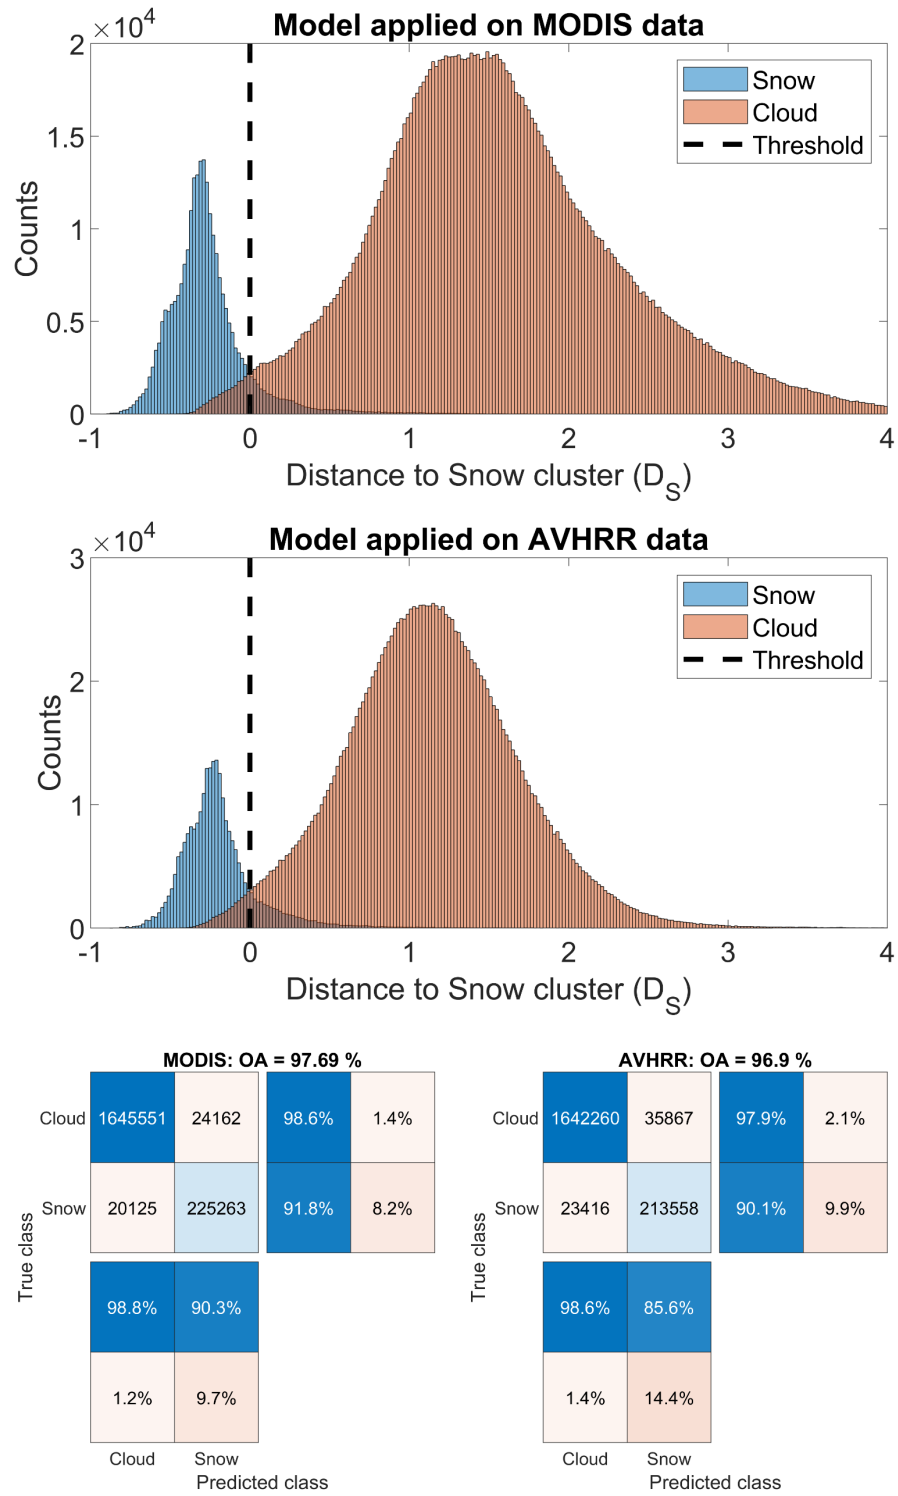 ×10⁴
Model applied on MODIS data
2
1.5
1
0.5
0
Counts
Snow
Cloud
Threshold
-1 0 1 2 3 4
Distance to Snow cluster (D_S)
×10⁴
Model applied on AVHRR data
3
2
1
0
Counts
Snow
Cloud
Threshold
-1 0 1 2 3 4
Distance to Snow cluster (D_S)
MODIS: OA = 97.69 %
Cloud 1645551 24162 98.6% 1.4%
Snow 20125 225263 91.8% 8.2%
True class
98.8% 90.3%
1.2% 9.7%
Cloud Snow
Predicted class
AVHRR: OA = 96.9 %
Cloud 1642260 35867 97.9% 2.1%
Snow 23416 213558 90.1% 9.9%
True class
98.6% 85.6%
1.4% 14.4%
Cloud Snow
Predicted class